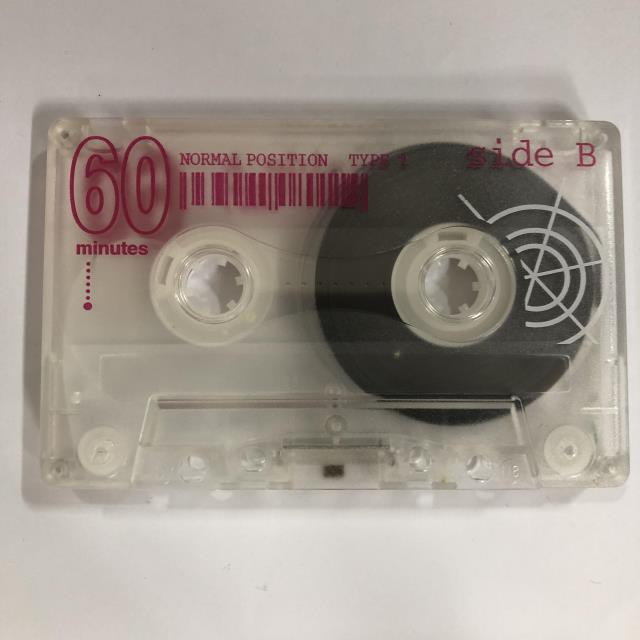 60
minutes
NORMAL POSITION TYPE I
side B